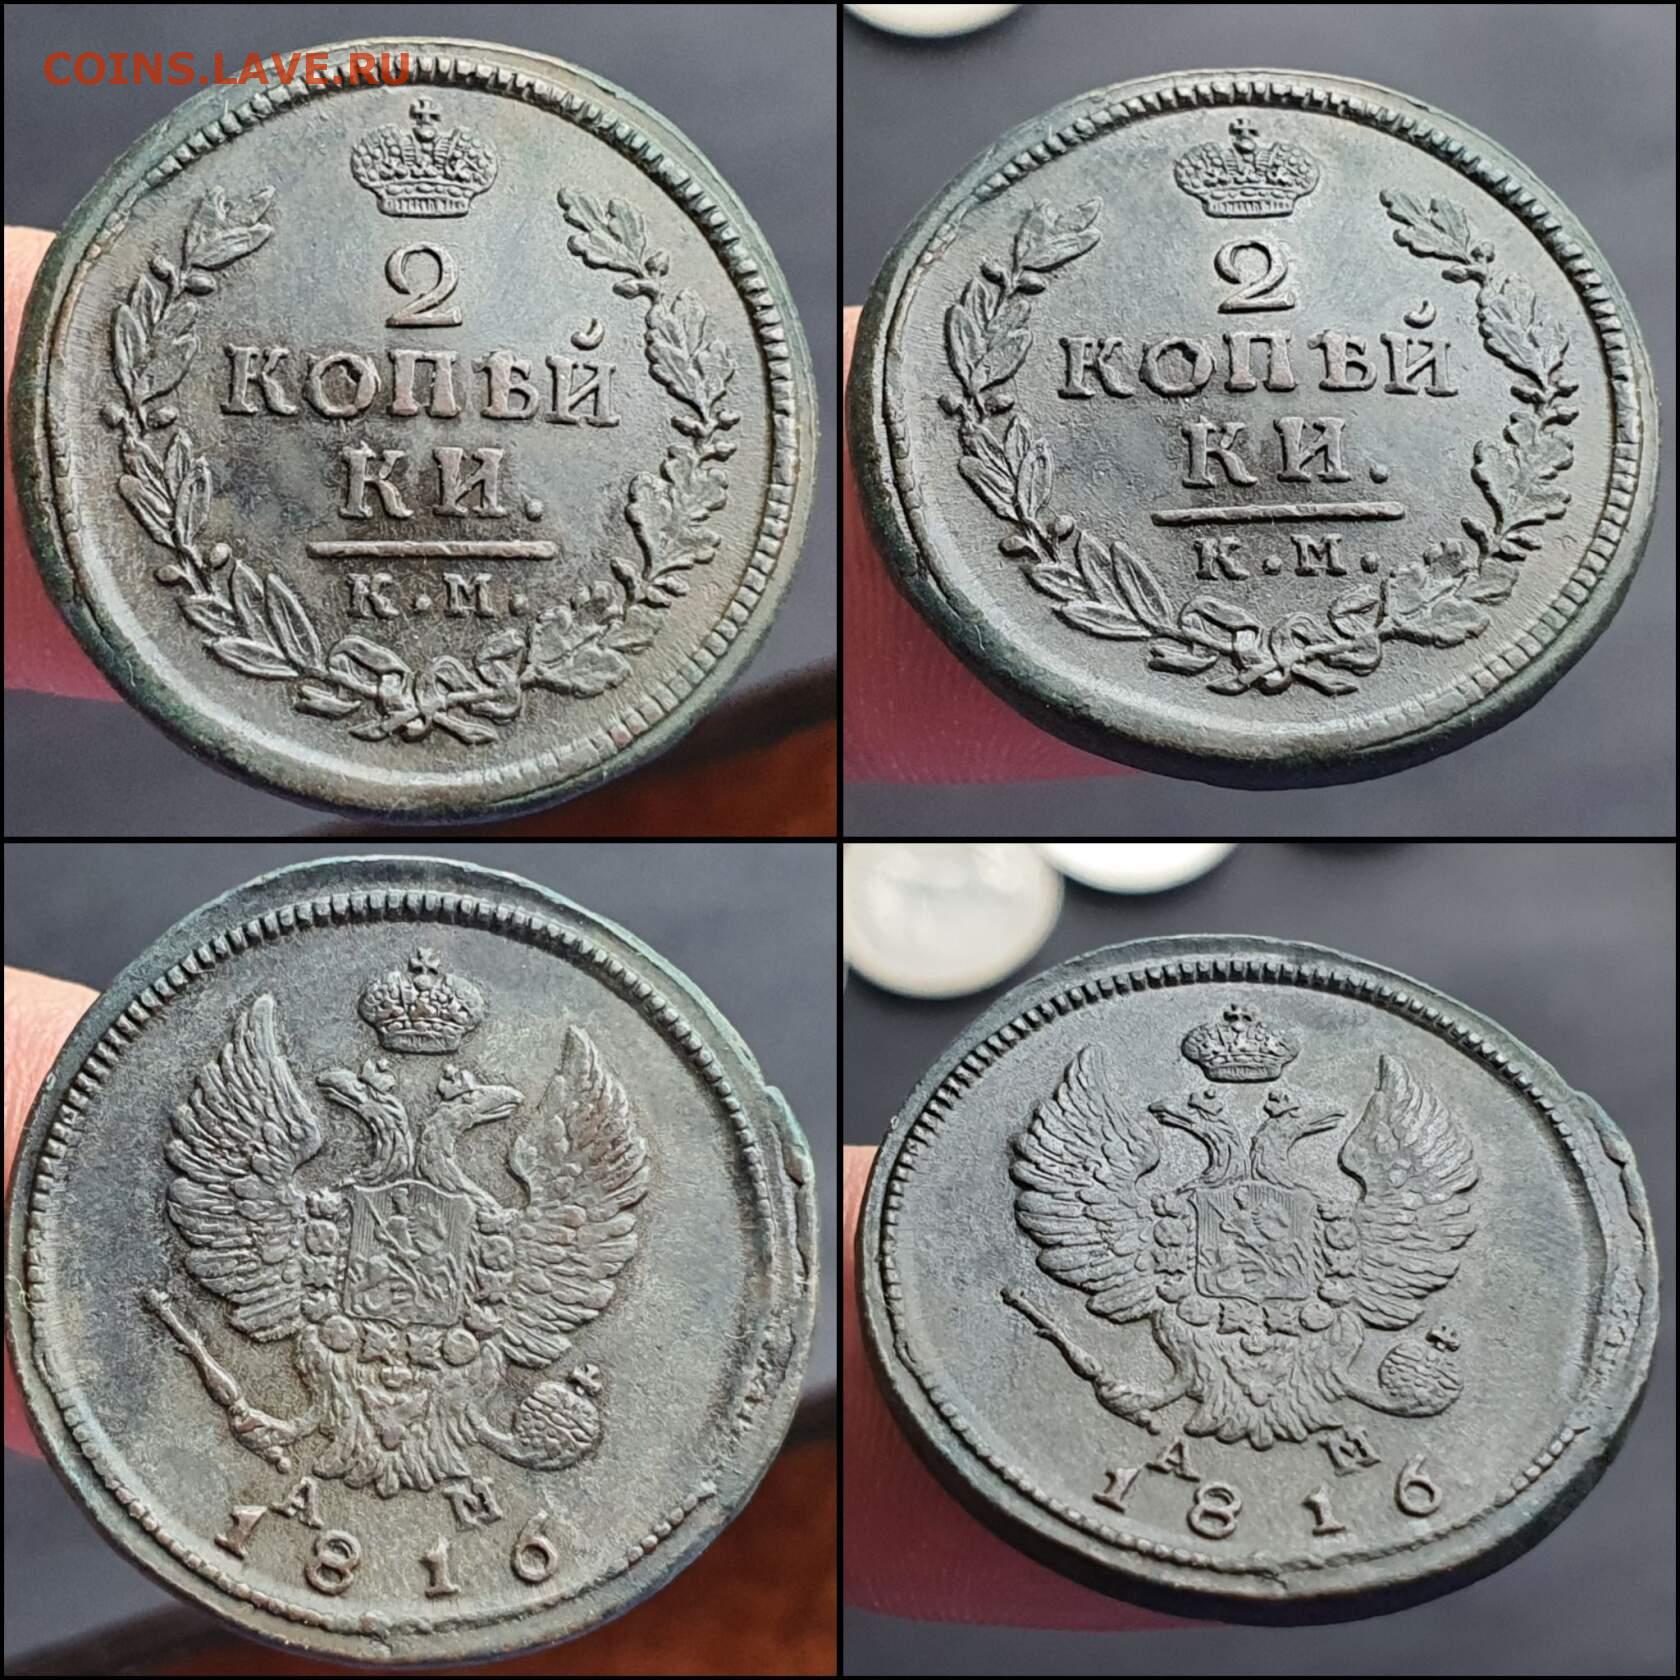 COINS.LAVE.RU
2
КОПѢЙ
КИ.
К.М.
2
КОПѢЙ
КИ.
К.М.
А М
1816
А М
1816